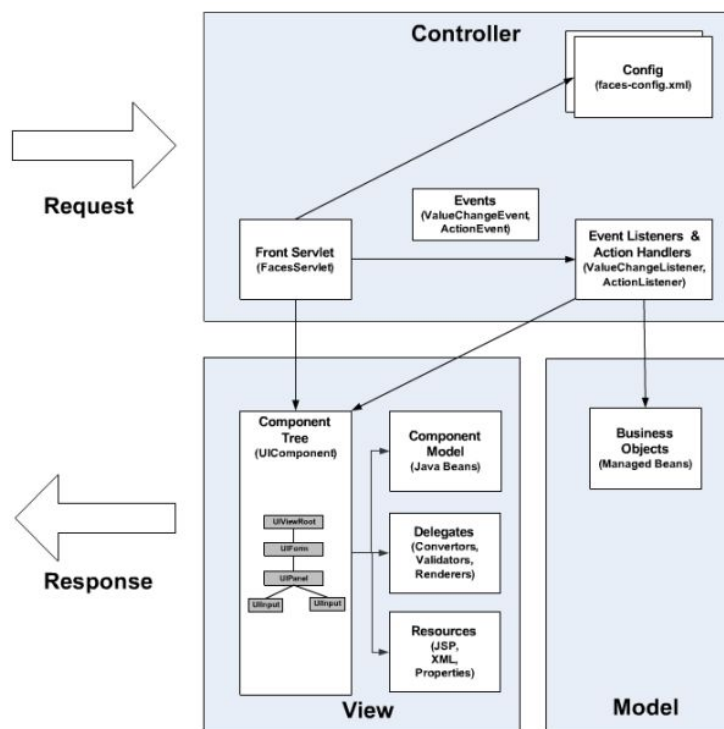 Controller
Config
(faces-config.xml)
Request
Events
(ValueChangeEvent,
ActionEvent)
Front Servlet
(FacesServlet)
Event Listeners &
Action Handlers
(ValueChangeListener,
ActionListener)
Component
Tree
(UIComponent)
Component
Model
(Java Beans)
Business
Objects
(Managed Beans)
UIViewRoot
UIForm
UIPanel
UIInput
UIInput
Delegates
(Convertors,
Validators,
Renderers)
Response
Resources
(JSP,
XML,
Properties)
View
Model